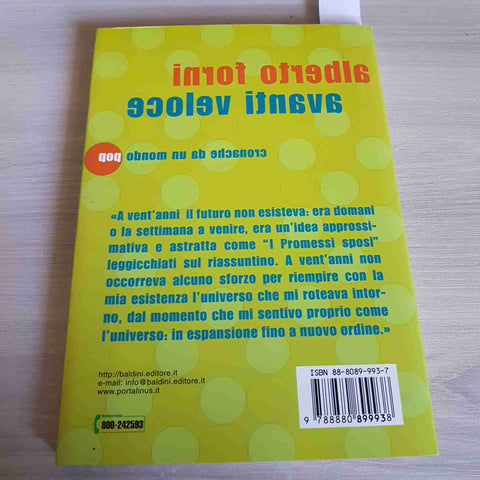 alberto forni
avanti veloce
cronache da un mondo pop
«A vent'anni il futuro non esisteva: era domani
o la settimana a venire, era un'idea approssi-
mativa e astratta come "I Promessi sposi"
leggicchiati sul riassuntino. A vent'anni non
occorreva alcuno sforzo per riempire con la
mia esistenza l'universo che mi roteava intor-
no, dal momento che mi sentivo proprio come
l'universo: in espansione fino a nuovo ordine.»
http://baldini.editore.it
e-mail: info@baldini.editore.it
www.portalinus.it
800-242593
ISBN 88-8089-993-7
9 788880 899938